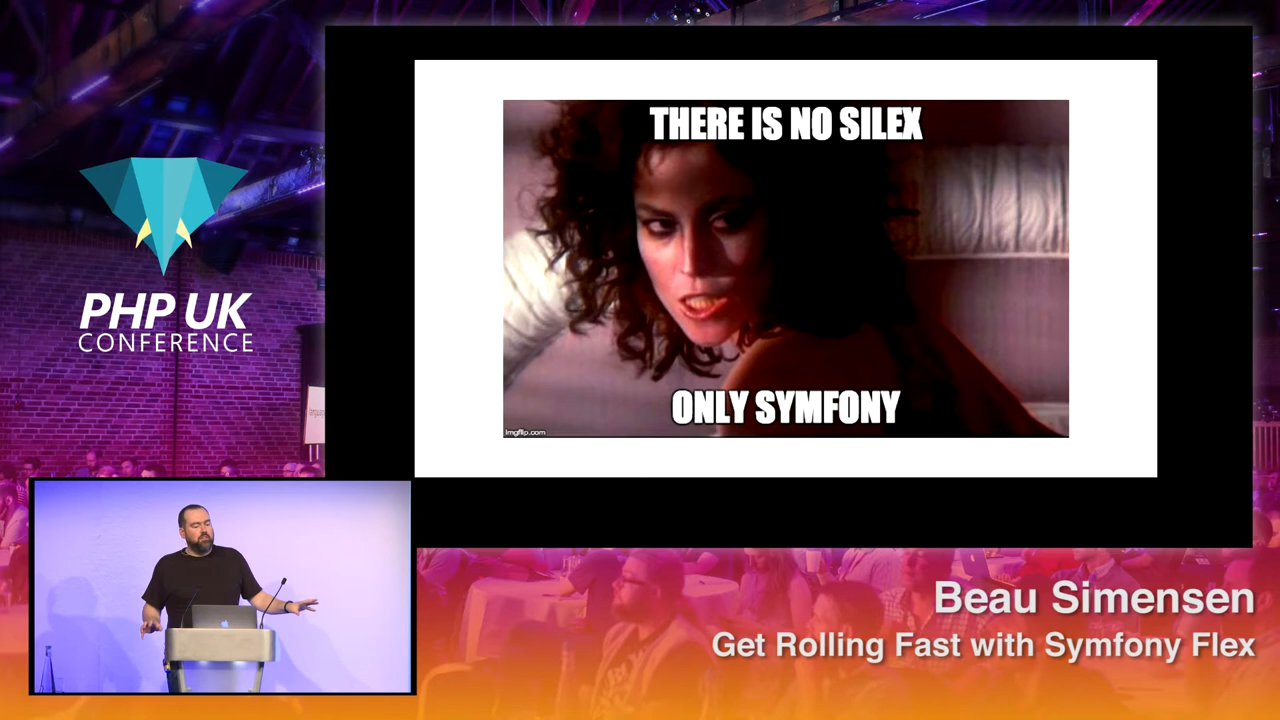 THERE IS NO SILEX
ONLY SYMFONY
imgflip.com
PHP UK
CONFERENCE
Beau Simensen
Get Rolling Fast with Symfony Flex